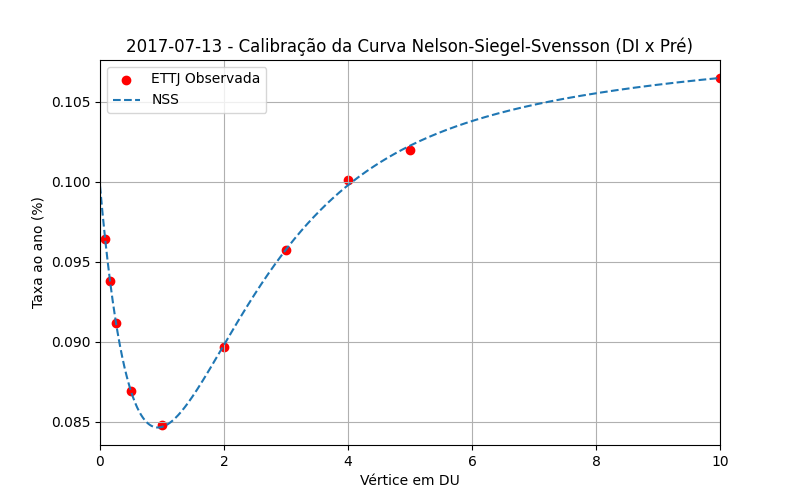 2017-07-13 - Calibração da Curva Nelson-Siegel-Svensson (DI x Pré)
ETTJ Observada
NSS
Taxa ao ano (%)
0.105
0.100
0.095
0.090
0.085
0 2 4 6 8 10
Vértice em DU